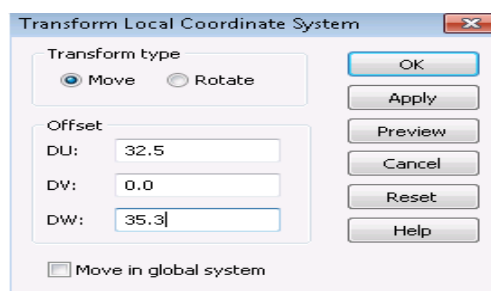 Transform Local Coordinate System
Transform type
Move Rotate
Offset
DU: 32.5
DV: 0.0
DW: 35.3
Move in global system
OK
Apply
Preview
Cancel
Reset
Help